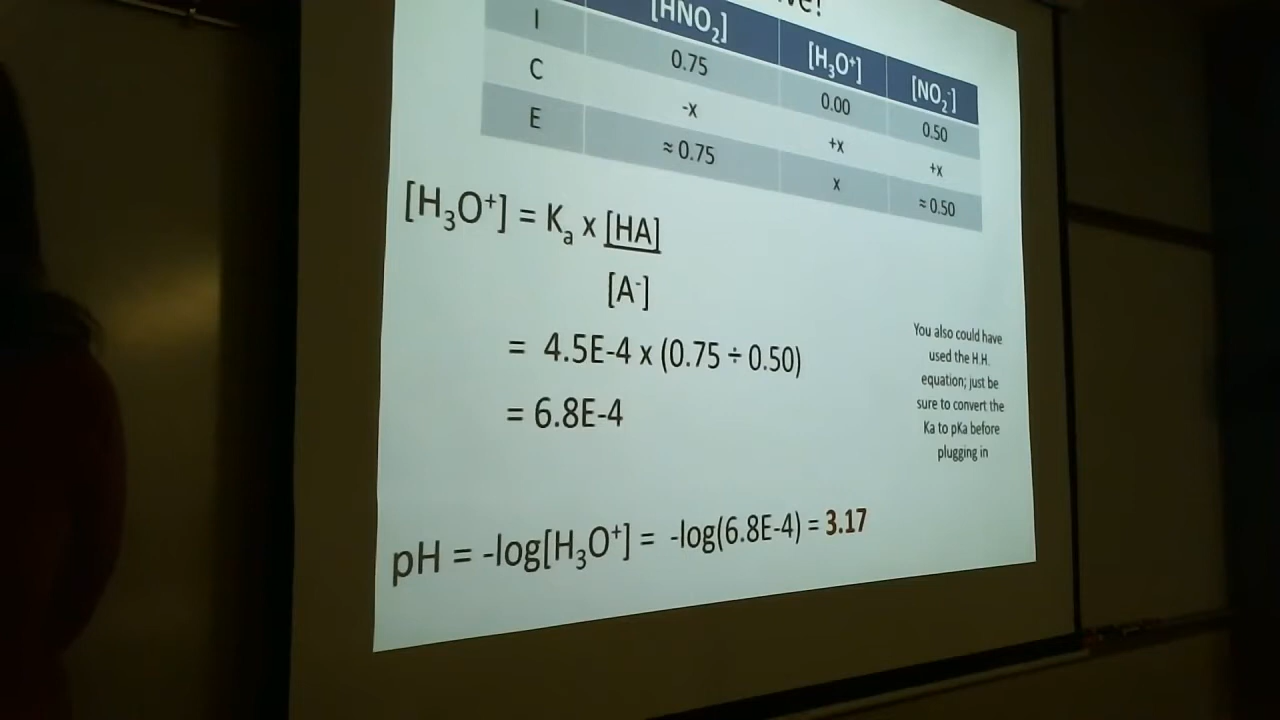 [HNO₂] [H₃O⁺] [NO₂⁻]
I 0.75 0.00 0.50
C -x +x +x
E ≈ 0.75 x ≈ 0.50
[H₃O⁺] = Kₐ x [HA]
[A⁻]
= 4.5E-4 x (0.75 ÷ 0.50)
= 6.8E-4
You also could have
used the H.H.
equation; just be
sure to convert the
Ka to pKa before
plugging in
pH = -log[H₃O⁺] = -log(6.8E-4) = 3.17